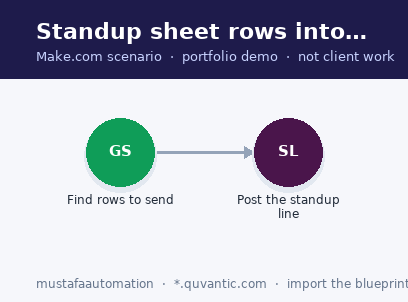 Standup sheet rows into…
Make.com scenario · portfolio demo · not client work
GS
SL
Find rows to send
Post the standup
line
mustafaautomation · *.quvantic.com · import the blueprint